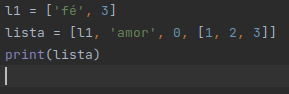 l1 = ['fé', 3]
lista = [l1, 'amor', 0, [1, 2, 3]]
print(lista)